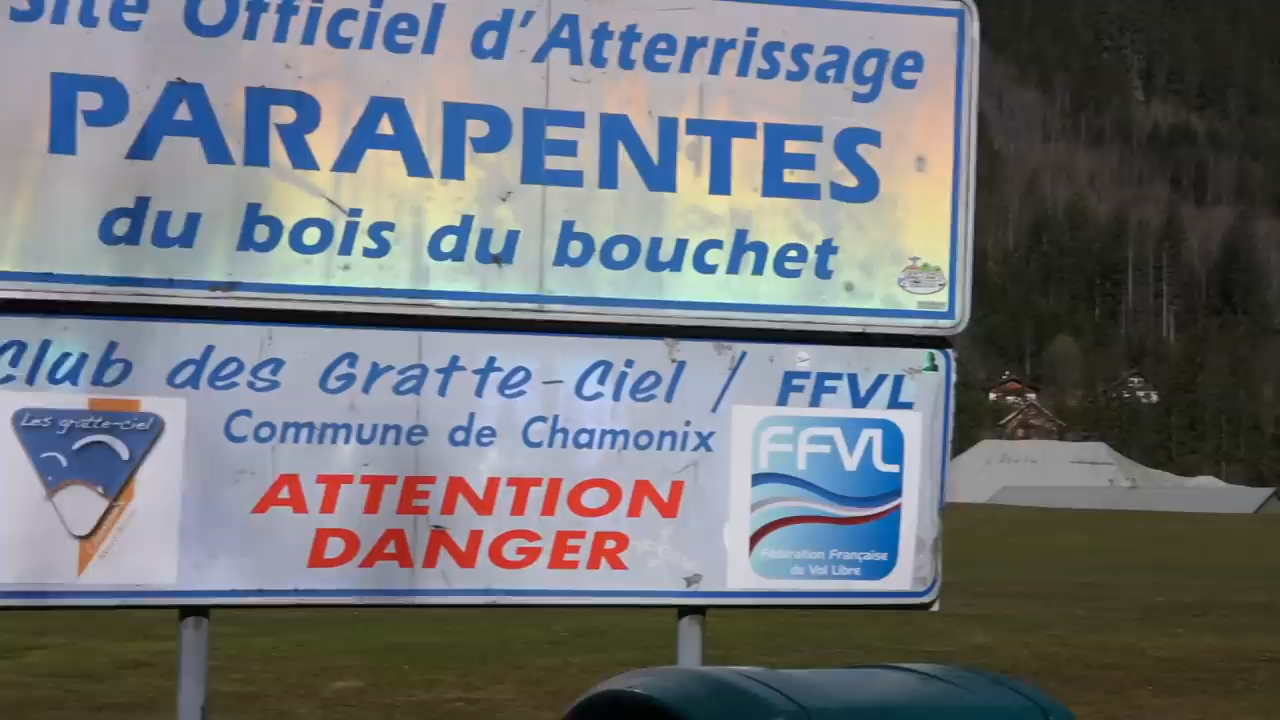 Site Officiel d'Atterrissage
PARAPENTES
du bois du bouchet
Club des Gratte-Ciel / FFVL
Commune de Chamonix
ATTENTION
DANGER
Les gratte-ciel
FFVL
Fédération Française
de Vol Libre